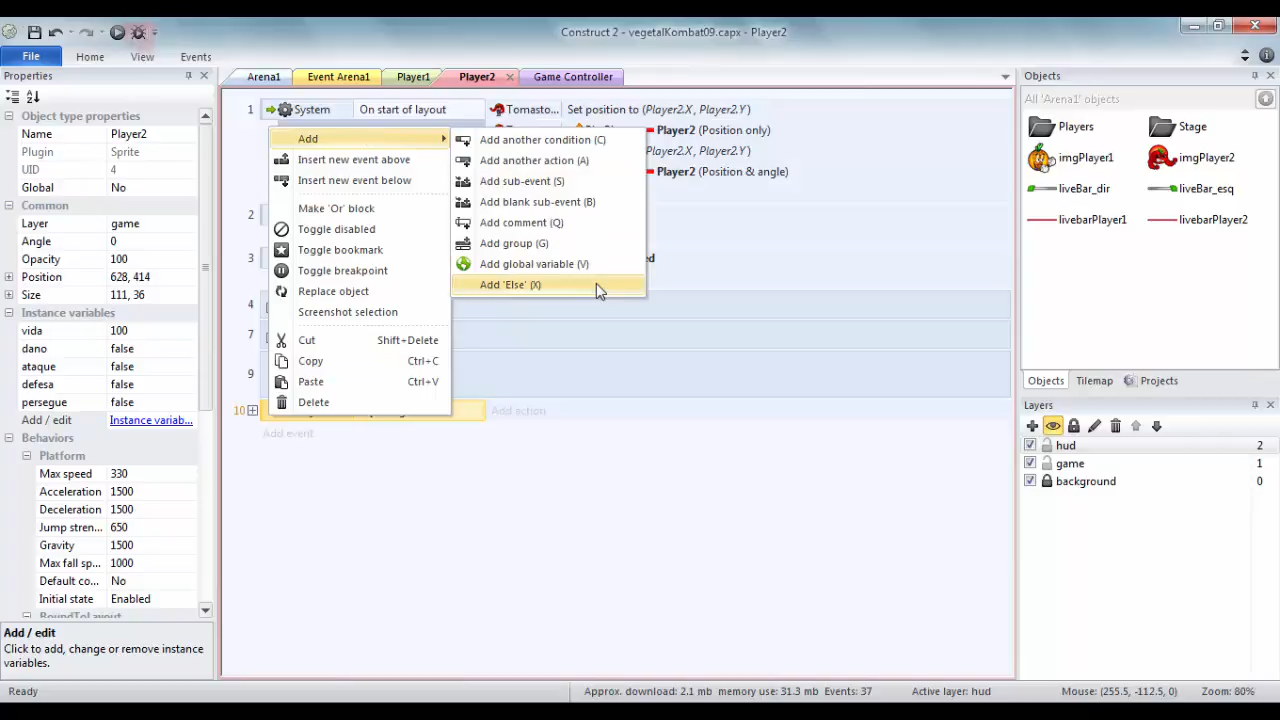 Construct 2 - vegetalKombat09.capx - Player2
File Home View Events
Properties
Object type properties
Name Player2
Plugin Sprite
UID 4
Global No
Common
Layer game
Angle 0
Opacity 100
Position 628, 414
Size 111, 36
Instance variables
vida 100
dano false
ataque false
defesa false
persegue false
Add / edit Instance variab...
Behaviors
Platform
Max speed 330
Acceleration 1500
Deceleration 1500
Jump stren... 650
Gravity 1500
Max fall sp... 1000
Default co... No
Initial state Enabled
BoundToLayout
Add / edit
Click to add, change or remove instance
variables.
Arena1 Event Arena1 Player1 Player2 Game Controller
1 System On start of layout Tomasto... Set position to (Player2.X, Player2.Y)
Player2 (Position only)
Player2.X, Player2.Y)
Player2 (Position & angle)
2
3
4
7
9
10 Add action
Add event
Add
Insert new event above
Insert new event below
Make 'Or' block
Toggle disabled
Toggle bookmark
Toggle breakpoint
Replace object
Screenshot selection
Cut Shift+Delete
Copy Ctrl+C
Paste Ctrl+V
Delete
Add another condition (C)
Add another action (A)
Add sub-event (S)
Add blank sub-event (B)
Add comment (Q)
Add group (G)
Add global variable (V)
Add 'Else' (X)
Objects
All 'Arena1' objects
Players Stage
imgPlayer1 imgPlayer2
liveBar_dir liveBar_esq
livebarPlayer1 livebarPlayer2
Objects Tilemap Projects
Layers
hud 2
game 1
background 0
Ready Approx. download: 2.1 mb memory use: 31.3 mb Events: 37 Active layer: hud Mouse: (255.5, -112.5, 0) Zoom: 80%